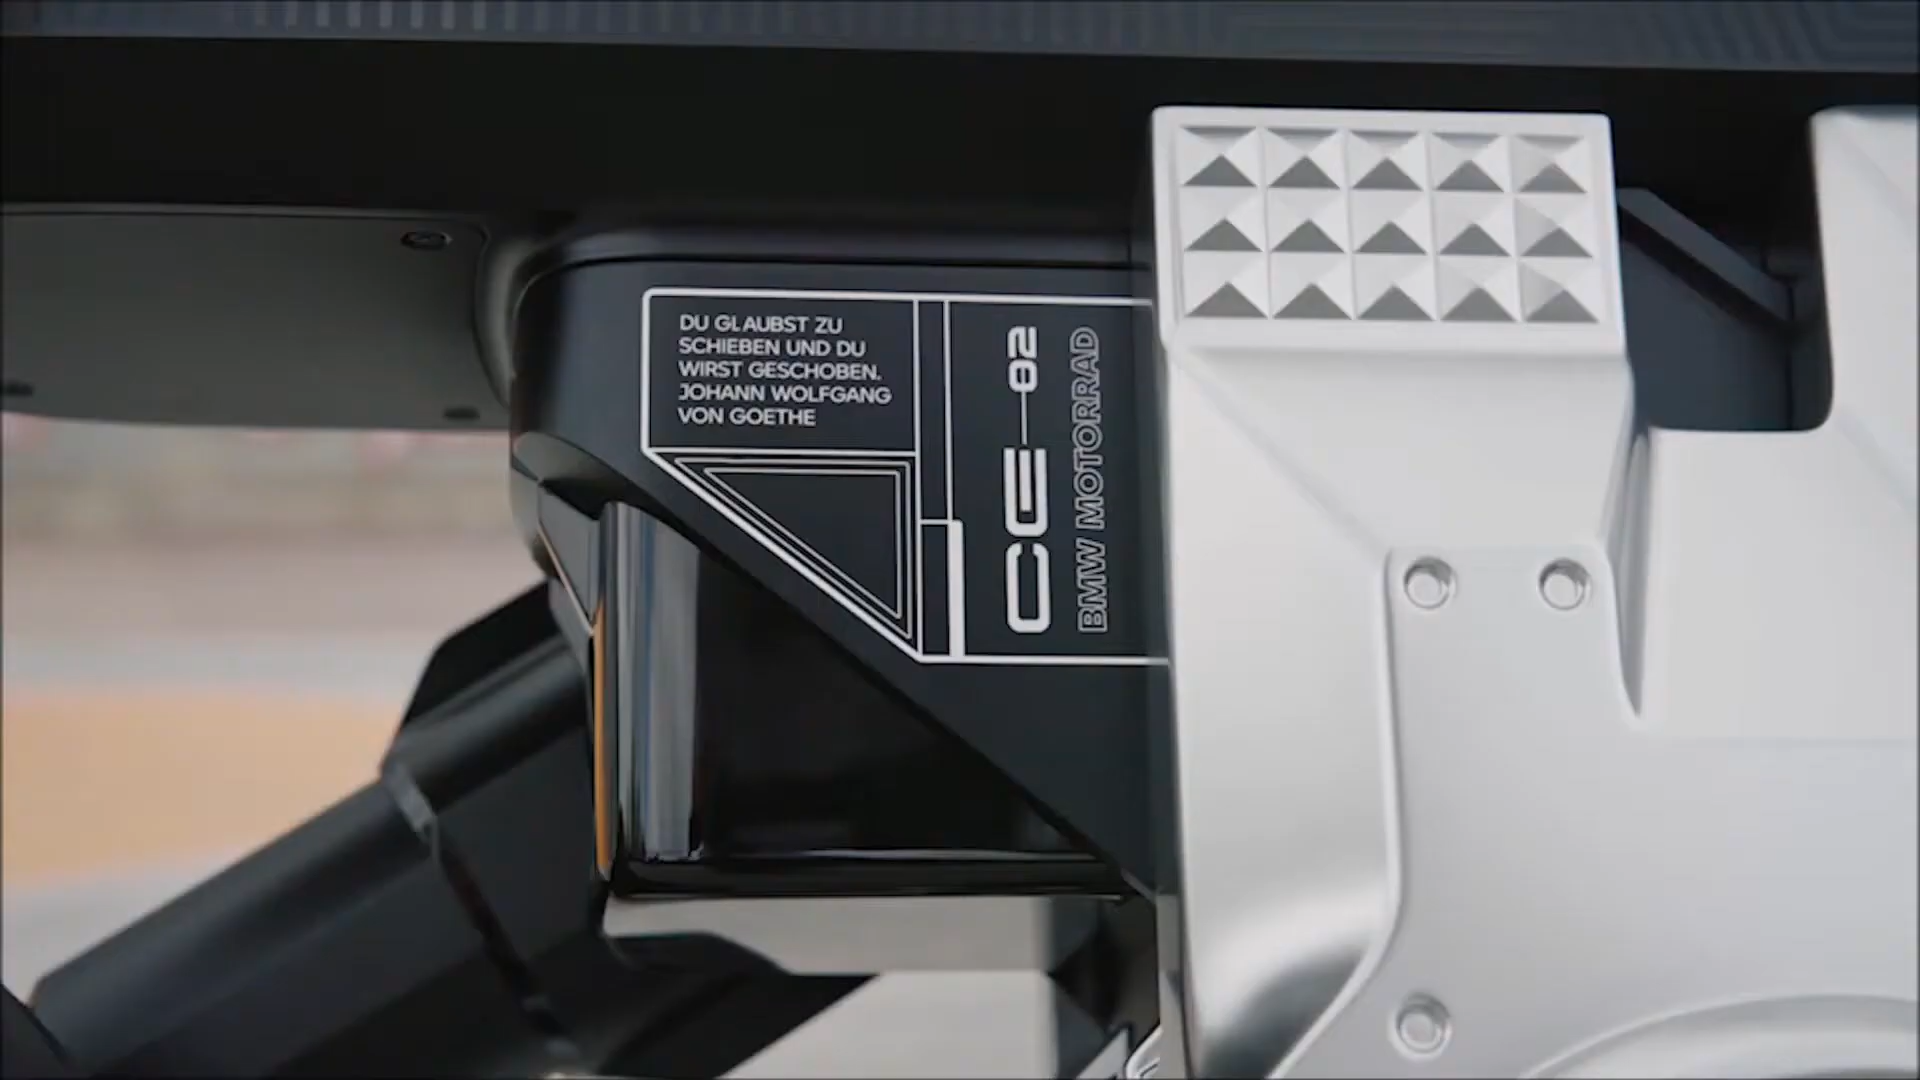 DU GLAUBST ZU
SCHIEBEN UND DU
WIRST GESCHOBEN.
JOHANN WOLFGANG
VON GOETHE
CE—02
BMW MOTORRAD